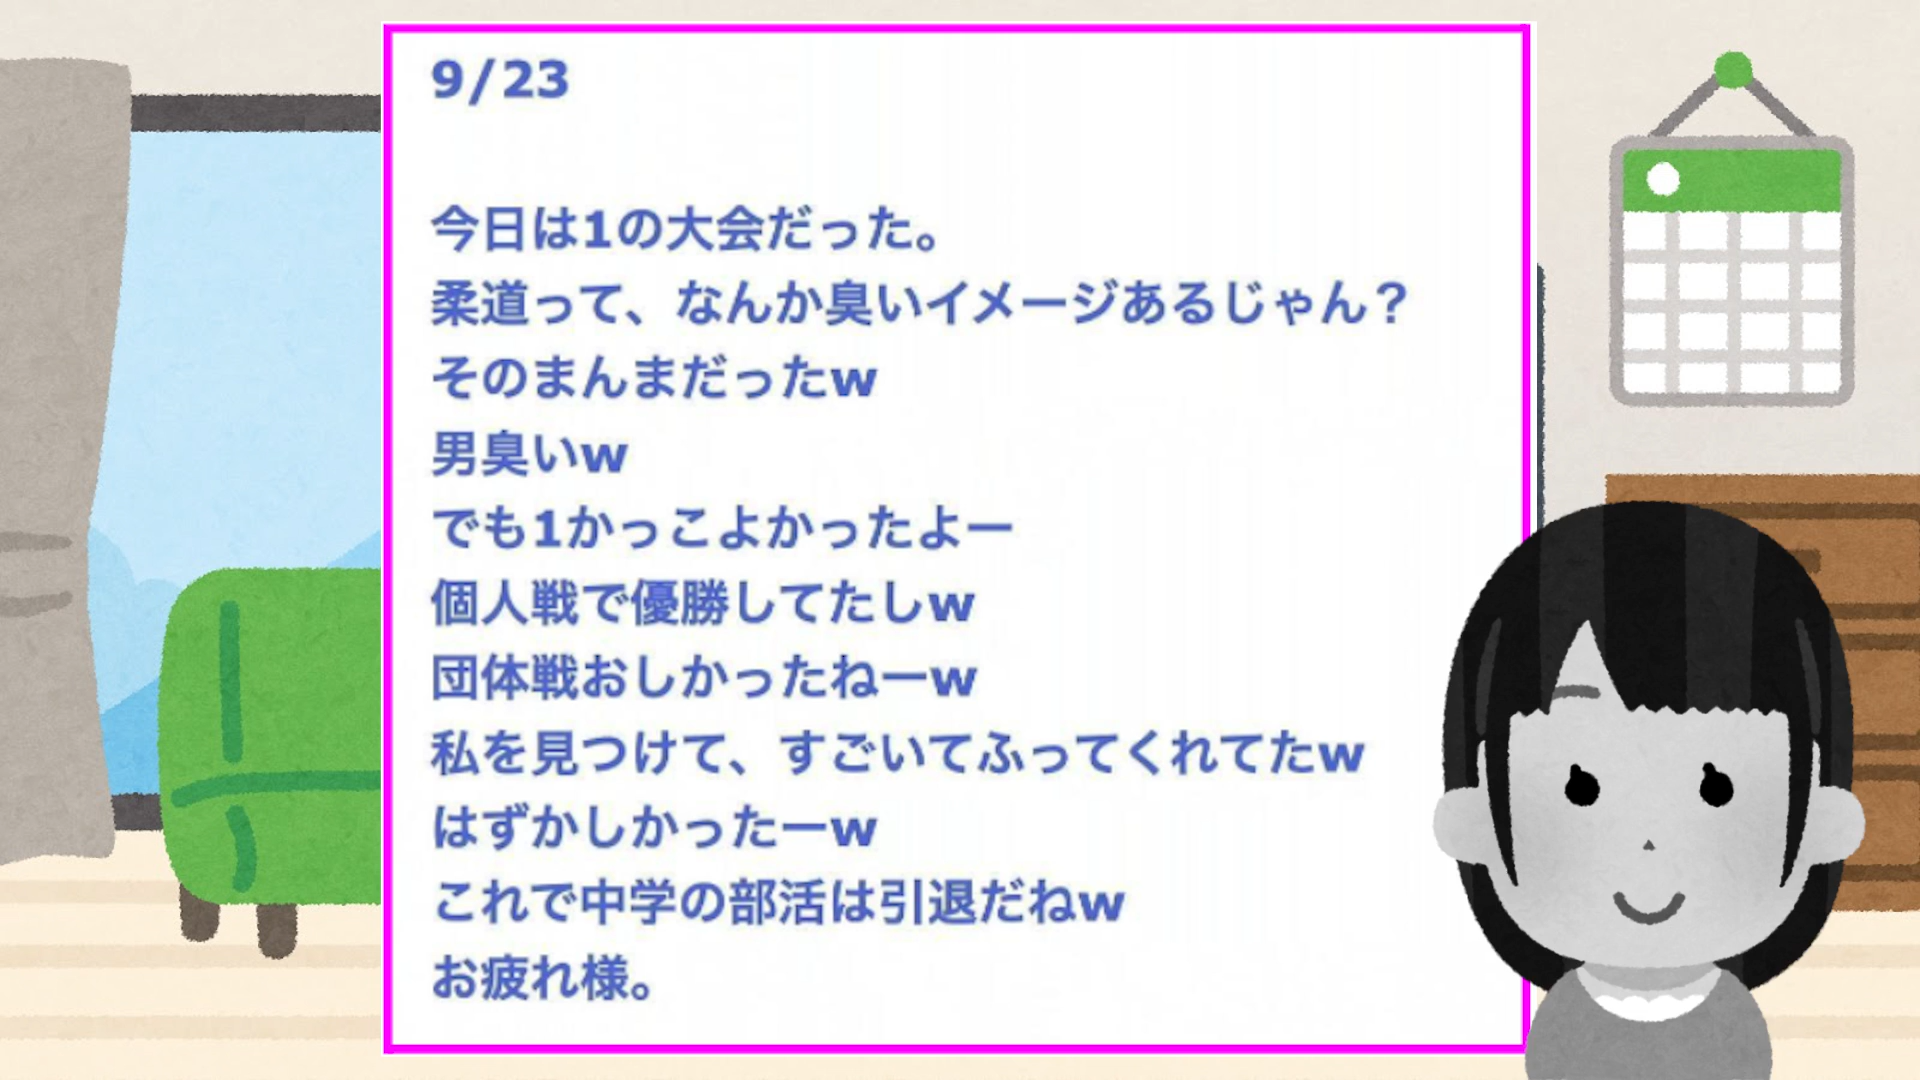 9/23
今日は1の大会だった。
柔道って、なんか臭いイメージあるじゃん？
そのまんまだったw
男臭いw
でも1かっこよかったよー
個人戦で優勝してたしw
団体戦おしかったねーw
私を見つけて、すごいてふってくれてたw
はずかしかったーw
これで中学の部活は引退だねw
お疲れ様。